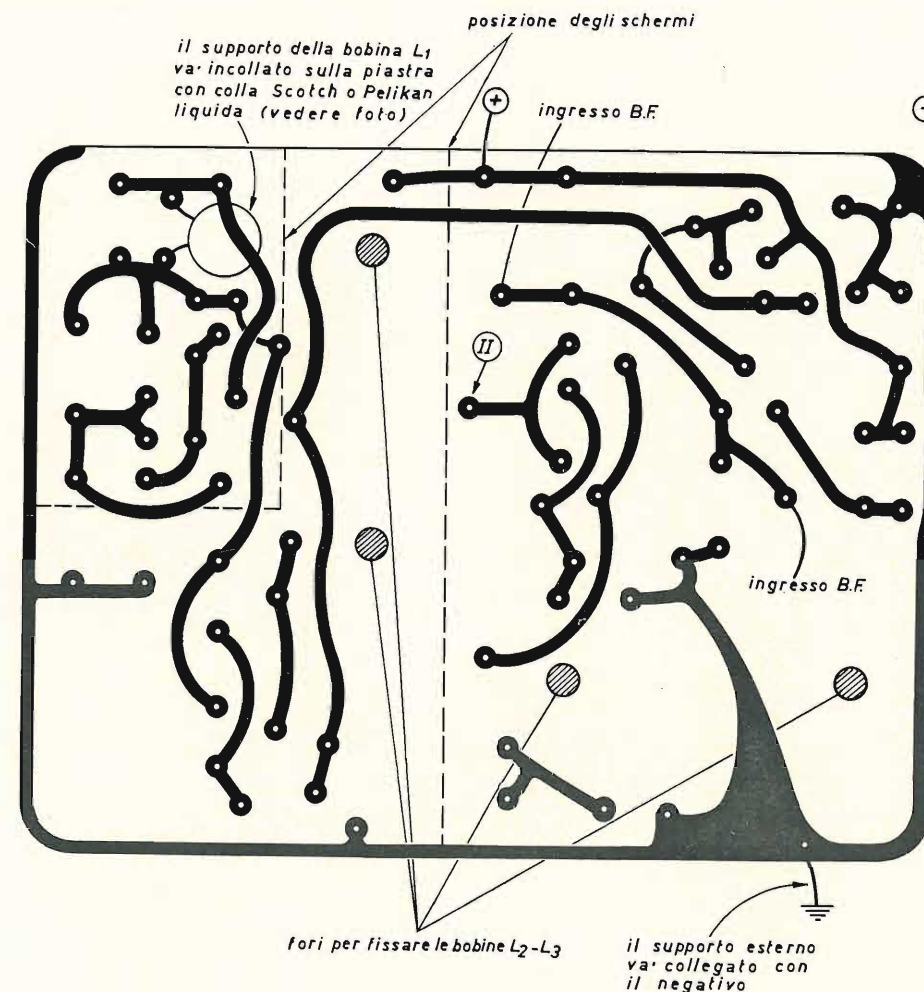 posizione degli schermi
il supporto della bobina L1
va· incollato sulla piastra
con colla Scotch o Pelikan
liquida (vedere foto)
+
ingresso B.F.
II
ingresso B.F.
fori per fissare le bobine L2-L3
il supporto esterno
va· collegato con
il negativo